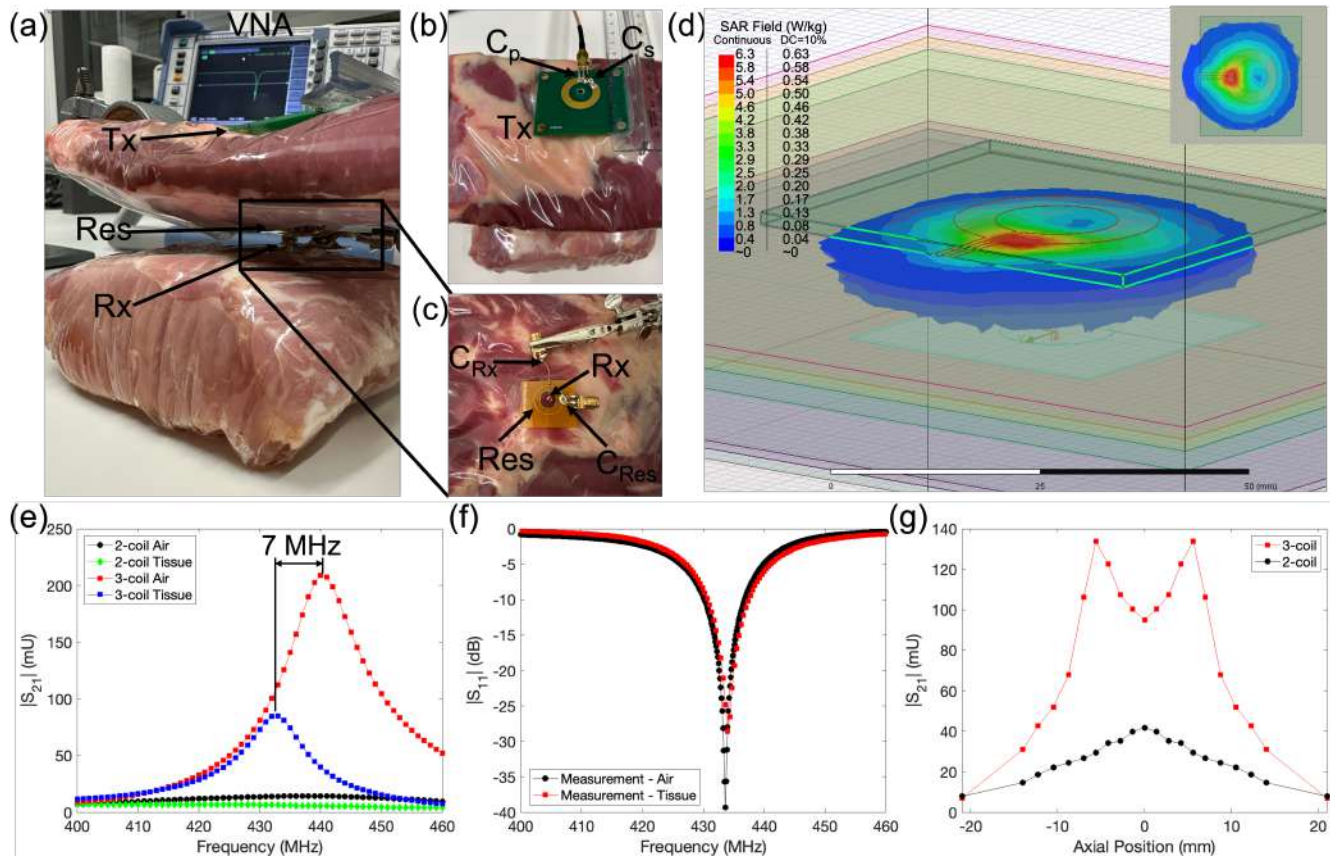 (a)
VNA
Tx
Res
Rx
(b)
Cp
Cs
Tx
(c)
CRx
Rx
Res
CRes
(d)
SAR Field (W/kg)
Continuous DC=10%
6.3 0.63
5.8 0.58
5.4 0.54
5.0 0.50
4.6 0.46
4.2 0.42
3.8 0.38
3.3 0.33
2.9 0.29
2.5 0.25
2.0 0.20
1.7 0.17
1.3 0.13
0.8 0.08
0.4 0.04
~0 ~0
0 25 50 (mm)
(e)
250
200
150
100
50
0
|S21| (mU)
2-coil Air
2-coil Tissue
3-coil Air
3-coil Tissue
7 MHz
400 410 420 430 440 450 460
Frequency (MHz)
(f)
0
-5
-10
-15
-20
-25
-30
-35
-40
|S11| (dB)
Measurement - Air
Measurement - Tissue
400 410 420 430 440 450 460
Frequency (MHz)
(g)
140
120
100
80
60
40
20
0
|S21| (mU)
3-coil
2-coil
-20 -10 0 10 20
Axial Position (mm)